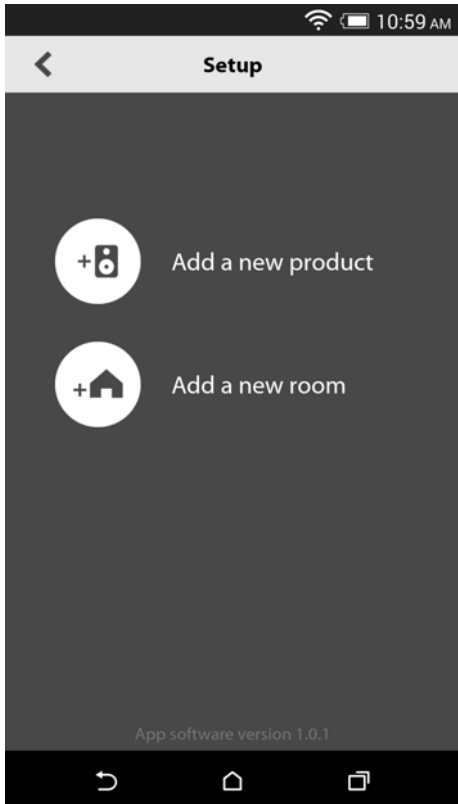 10:59 AM
Setup
Add a new product
Add a new room
App software version 1.0.1